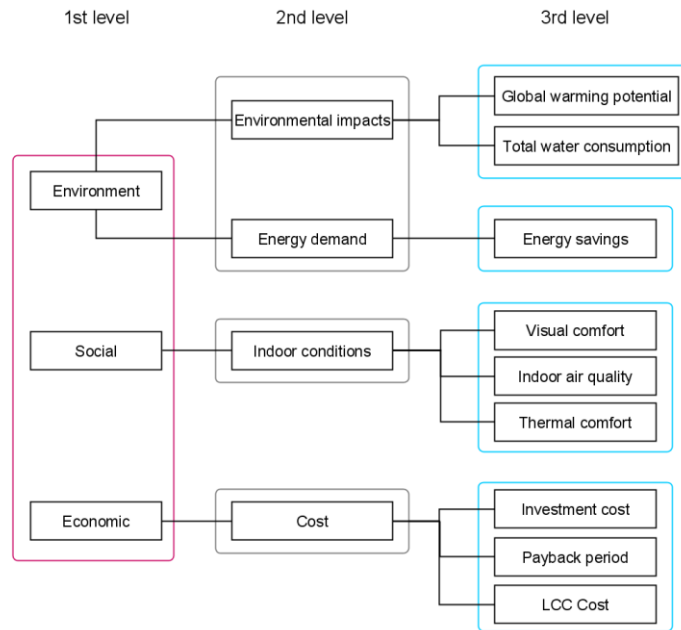 1st level
2nd level
3rd level
Environmental impacts
Global warming potential
Total water consumption
Environment
Energy demand
Energy savings
Social
Indoor conditions
Visual comfort
Indoor air quality
Thermal comfort
Economic
Cost
Investment cost
Payback period
LCC Cost